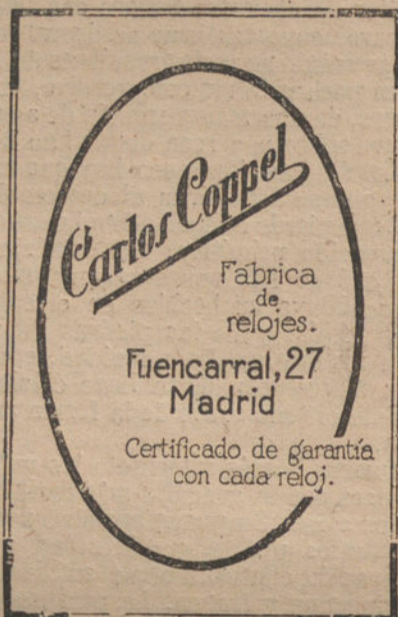 Carlos Coppel
Fábrica
de
relojes.
Fuencarral, 27
Madrid
Certificado de garantía
con cada reloj.